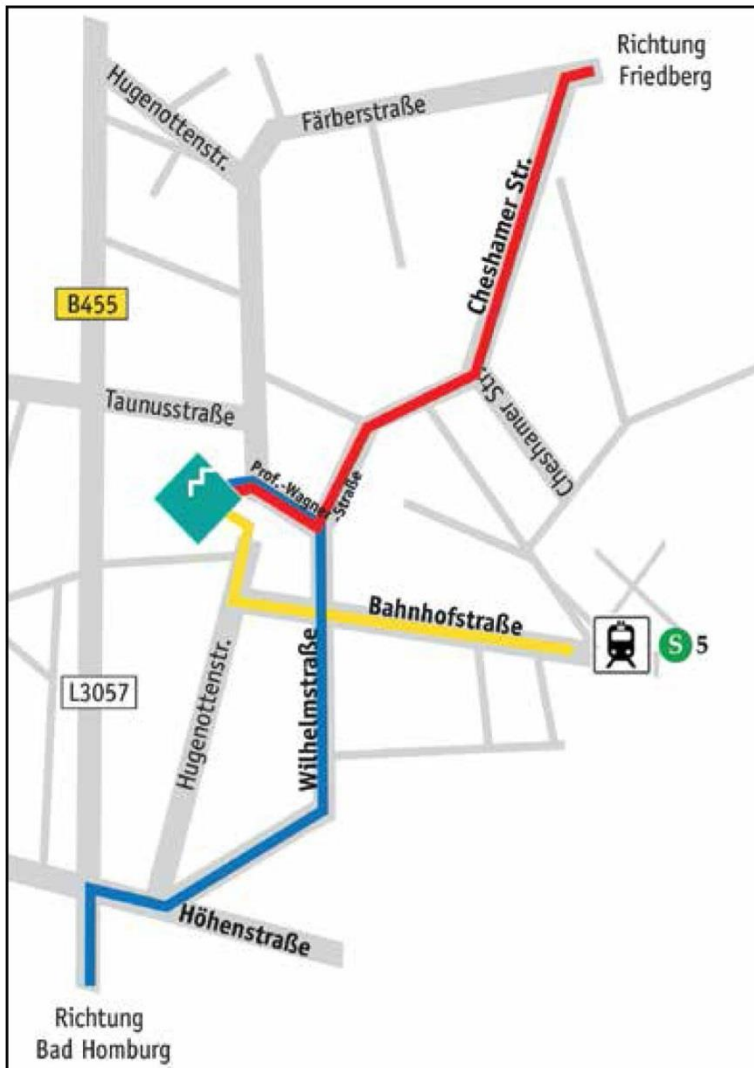 Richtung
Friedberg
Hugenottenstr.
Färberstraße
Cheshamer Str.
B455
Cheshamer Str.
Taunusstraße
Prof.-Wagner
-Straße
Bahnhofstraße
S 5
Hugenottenstr.
Wilhelmstraße
L3057
Höhenstraße
Richtung
Bad Homburg